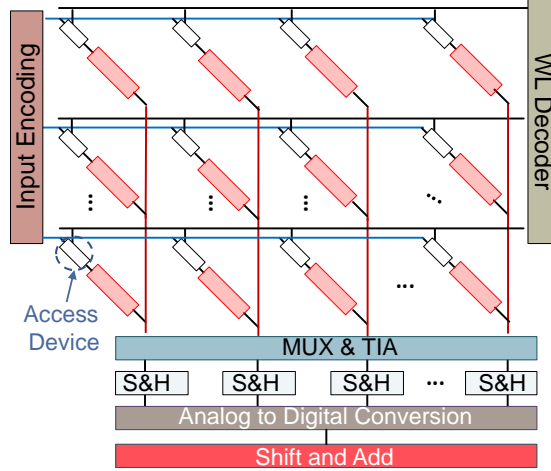 Input Encoding
WL Decoder
Access
Device
MUX & TIA
S&H
S&H
S&H
S&H
Analog to Digital Conversion
Shift and Add